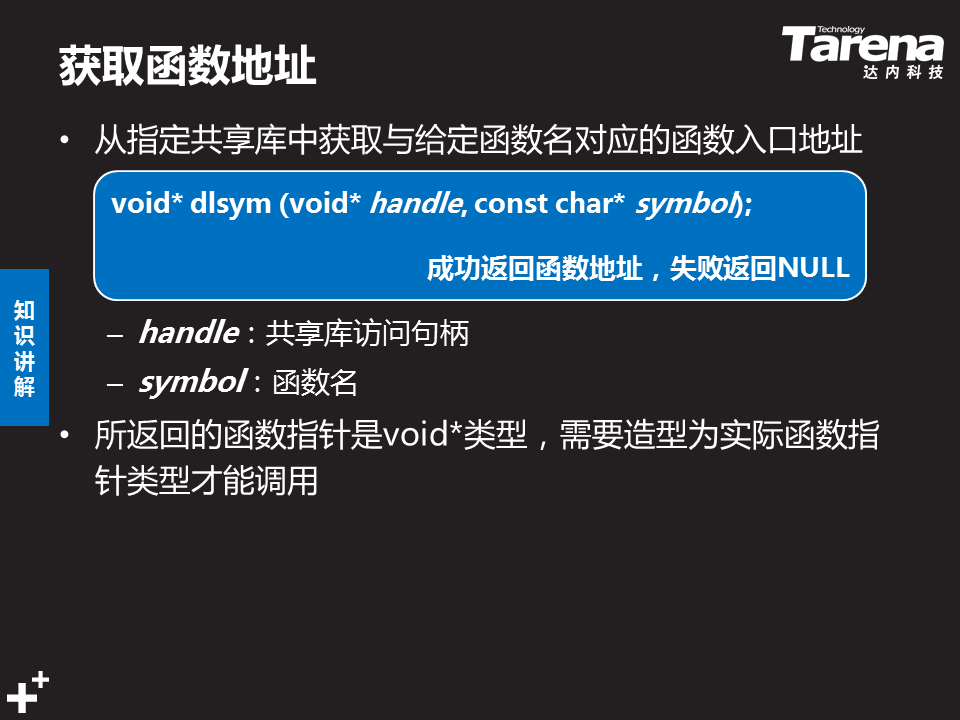 获取函数地址
Technology
Tarena
达内科技
• 从指定共享库中获取与给定函数名对应的函数入口地址
void* dlsym (void* handle, const char* symbol);
成功返回函数地址，失败返回NULL
– handle：共享库访问句柄
– symbol：函数名
• 所返回的函数指针是void*类型，需要造型为实际函数指
针类型才能调用
知
识
讲
解